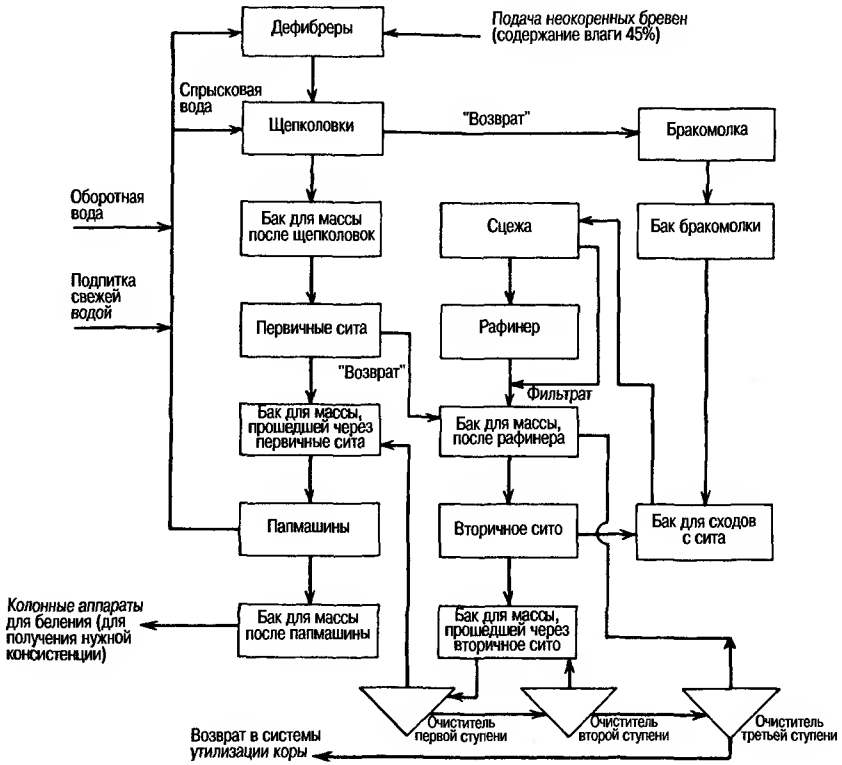 Дефибреры
Подача неокоренных бревен
(содержание влаги 45%)
Спрысковая
вода
Щепколовки
"Возврат"
Бракомолка
Оборотная
вода
Бак для массы
после щепколовок
Сцежа
Бак бракомолки
Подпитка
свежей
водой
Первичные сита
Рафинер
"Возврат"
Фильтрат
Бак для массы,
прошедшей через
первичные сита
Бак для массы,
после рафинера
Папмашины
Вторичное сито
Бак для сходов
с сита
Колонные аппараты
для беления (для
получения нужной
консистенции)
Бак для массы
после папмашины
Бак для массы,
прошедшей через
вторичное сито
Очиститель
первой ступени
Очиститель
второй ступени
Очиститель
третьей ступени
Возврат в системы
утилизации коры